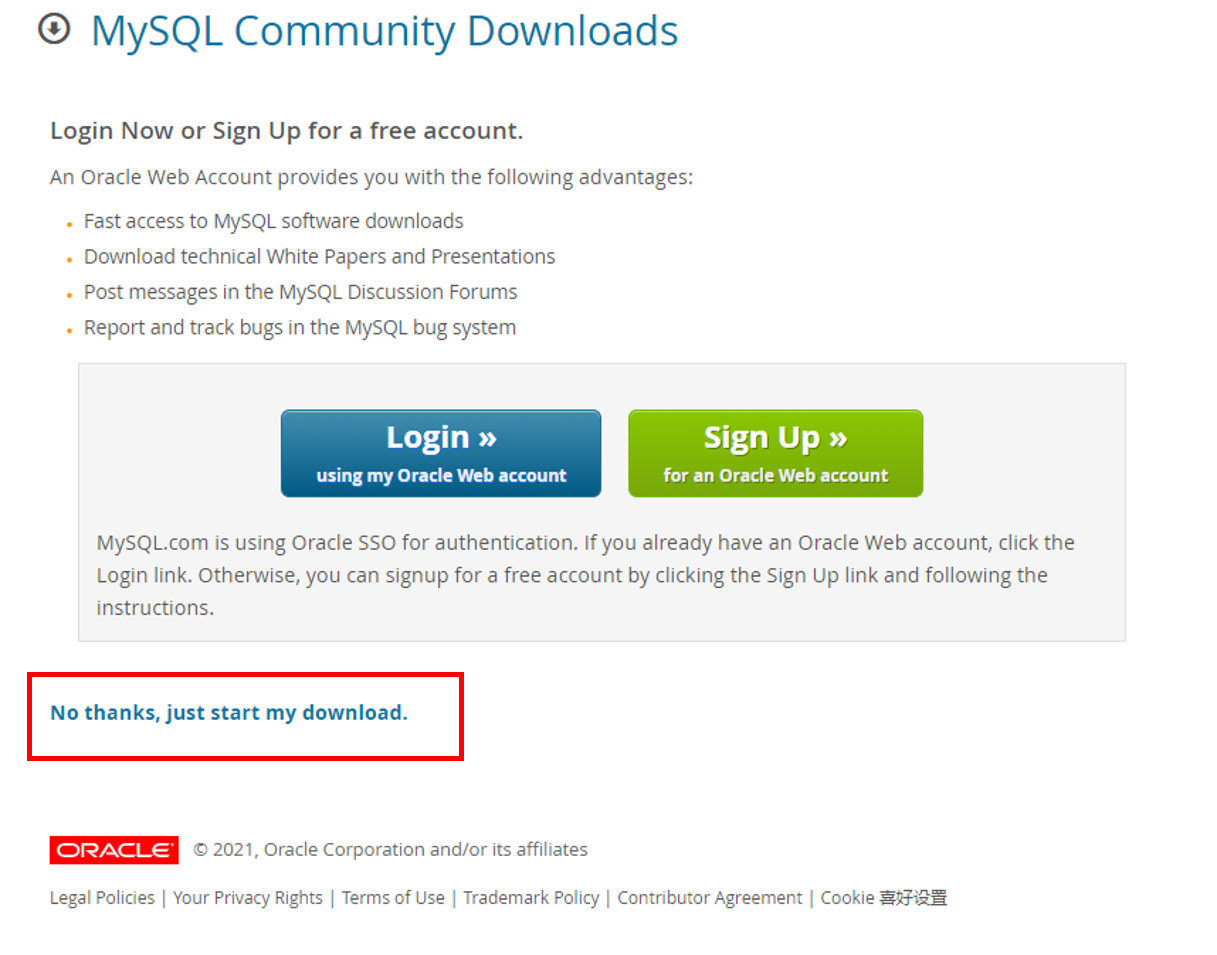 MySQL Community Downloads
Login Now or Sign Up for a free account.
An Oracle Web Account provides you with the following advantages:
Fast access to MySQL software downloads
Download technical White Papers and Presentations
Post messages in the MySQL Discussion Forums
Report and track bugs in the MySQL bug system
Login »
using my Oracle Web account
Sign Up »
for an Oracle Web account
MySQL.com is using Oracle SSO for authentication. If you already have an Oracle Web account, click the
Login link. Otherwise, you can signup for a free account by clicking the Sign Up link and following the
instructions.
No thanks, just start my download.
ORACLE © 2021, Oracle Corporation and/or its affiliates
Legal Policies | Your Privacy Rights | Terms of Use | Trademark Policy | Contributor Agreement | Cookie 喜好设置